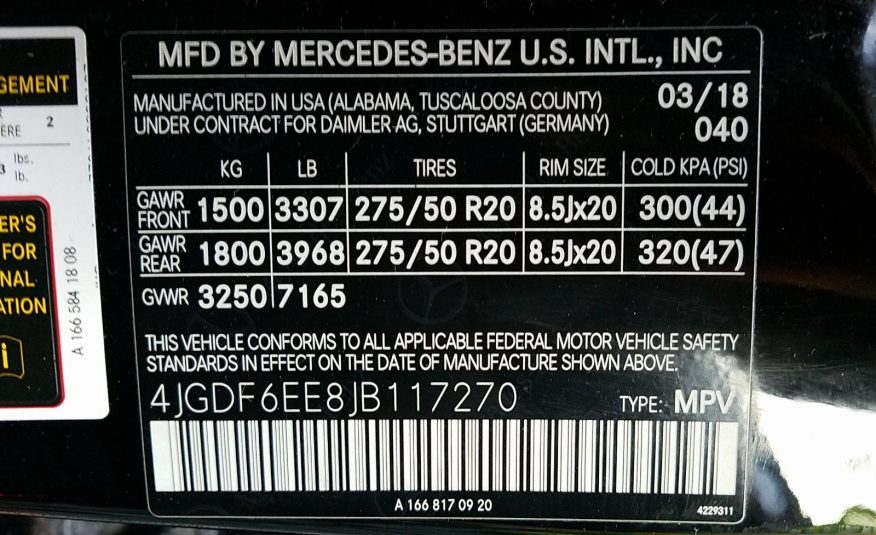 MFD BY MERCEDES-BENZ U.S. INTL., INC
MANUFACTURED IN USA (ALABAMA, TUSCALOOSA COUNTY) 03/18
UNDER CONTRACT FOR DAIMLER AG, STUTTGART (GERMANY) 040
KG LB TIRES RIM SIZE COLD KPA (PSI)
GAWR FRONT 1500 3307 275/50 R20 8.5Jx20 300(44)
GAWR REAR 1800 3968 275/50 R20 8.5Jx20 320(47)
GVWR 3250 7165
THIS VEHICLE CONFORMS TO ALL APPLICABLE FEDERAL MOTOR VEHICLE SAFETY
STANDARDS IN EFFECT ON THE DATE OF MANUFACTURE SHOWN ABOVE.
4JGDF6EE8JB117270 TYPE: MPV
A 166 817 09 20 4229311
GEMENT
ERE 2
3 lbs.
lb.
ER'S
FOR
NAL
ATION
i
A 166 584 18 08